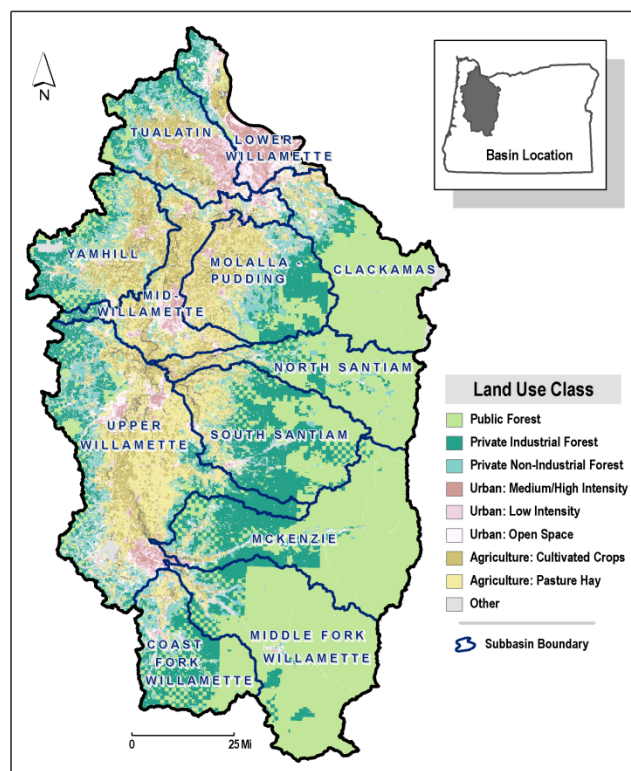 N
Basin Location
TUALATIN
LOWER
WILLAMETTE
YAMHILL
MOLALLA
PUDDING
CLACKAMAS
MID-
WILLAMETTE
NORTH SANTIAM
UPPER
WILLAMETTE
SOUTH SANTIAM
MCKENZIE
COAST
FORK
WILLAMETTE
MIDDLE FORK
WILLAMETTE
Land Use Class
Public Forest
Private Industrial Forest
Private Non-Industrial Forest
Urban: Medium/High Intensity
Urban: Low Intensity
Urban: Open Space
Agriculture: Cultivated Crops
Agriculture: Pasture Hay
Other
Subbasin Boundary
0 25 Mi